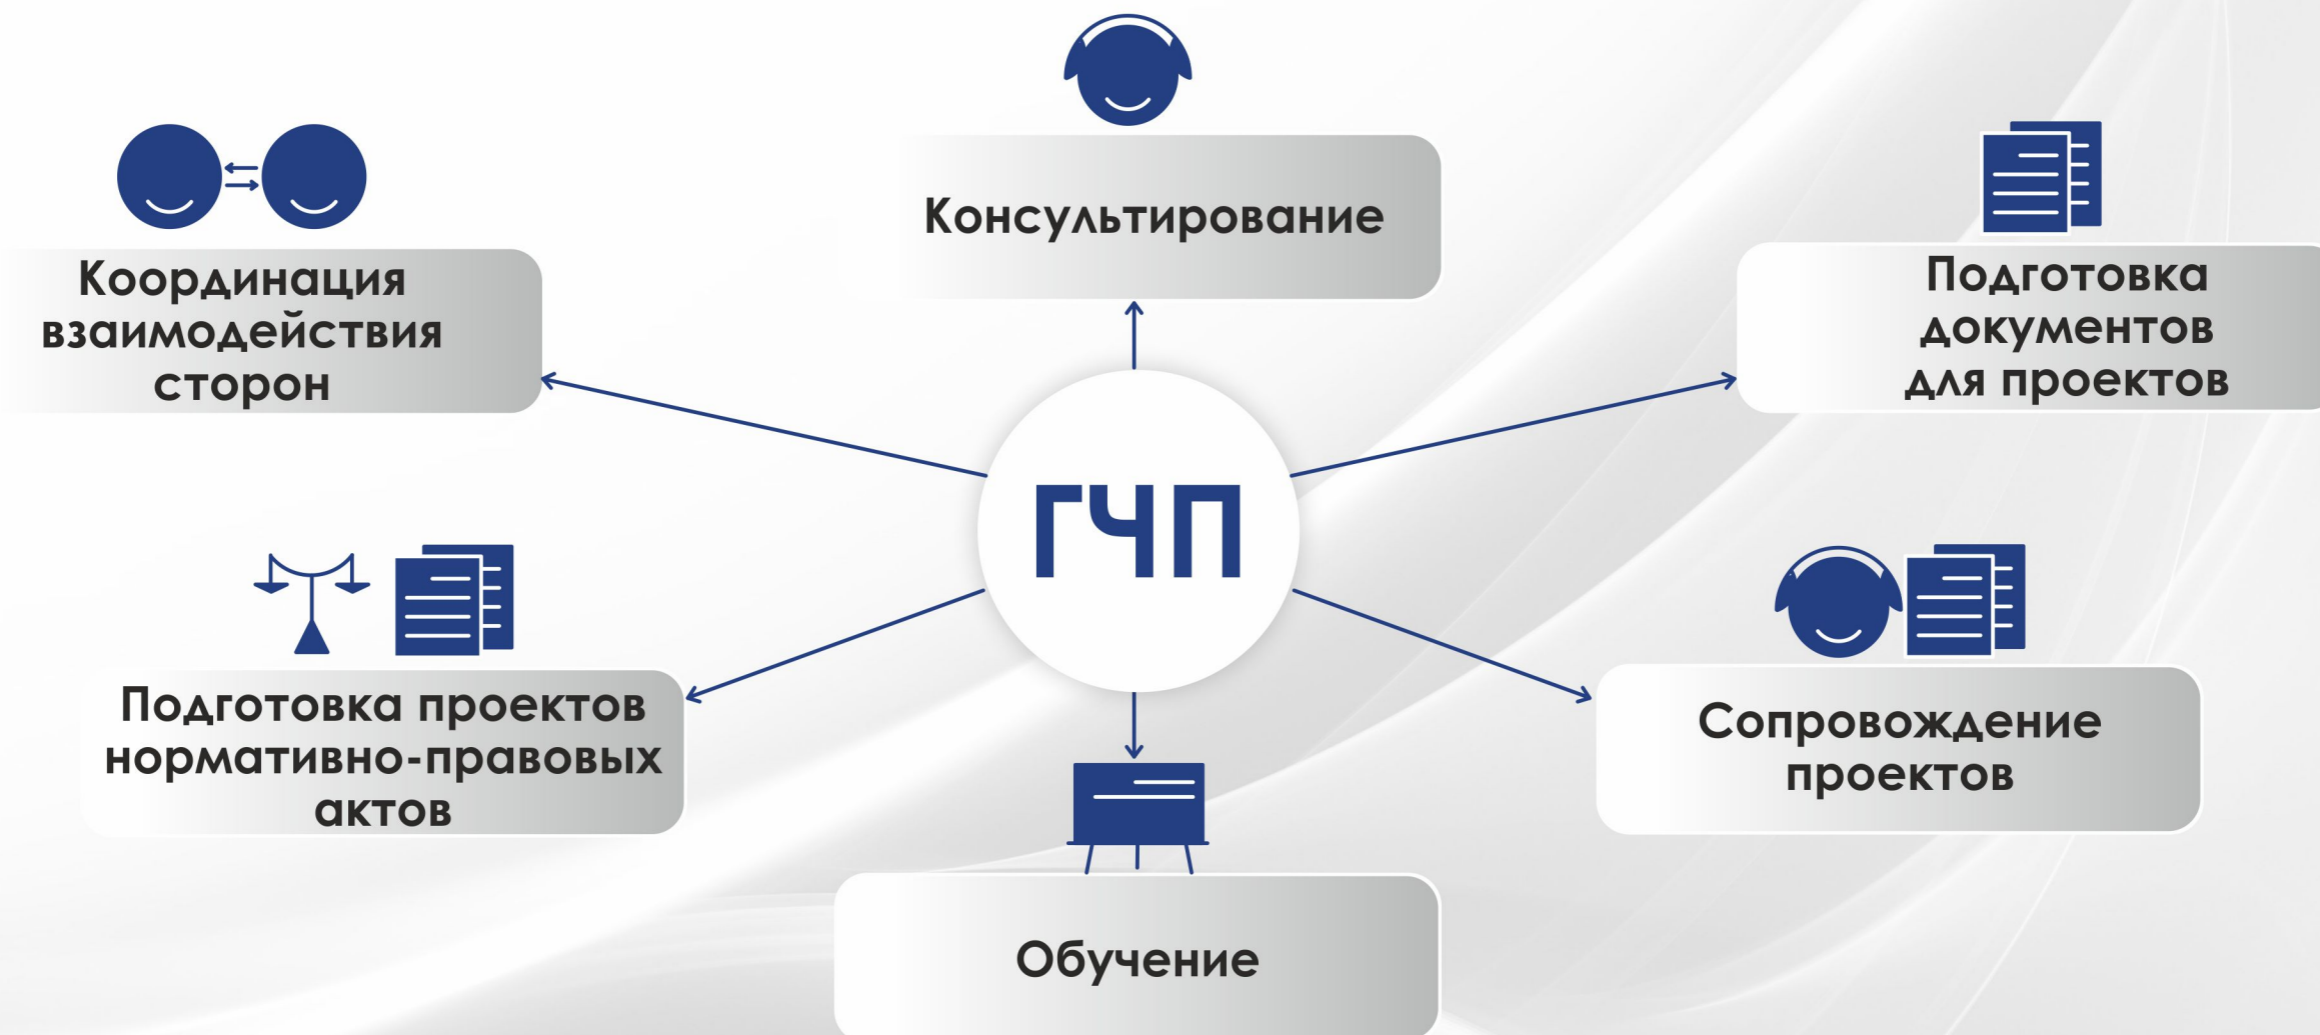 Консультирование
Координация
взаимодействия
сторон
Подготовка
документов
для проектов
ГЧП
Подготовка проектов
нормативно-правовых
актов
Сопровождение
проектов
Обучение